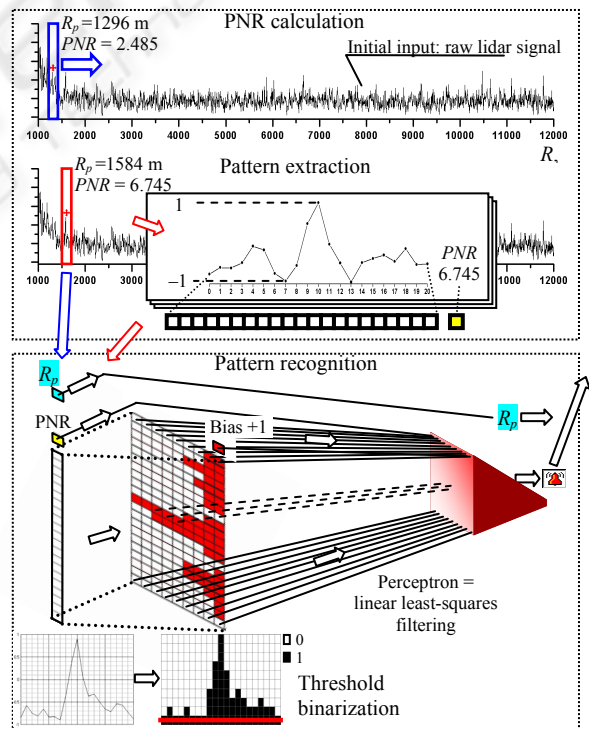 PNR calculation
Rp=1296 m
PNR = 2.485
Initial input: raw lidar signal
1000 2000 3000 4000 5000 6000 7000 8000 9000 10000 11000 12000
R,
Rp=1584 m
PNR = 6.745
Pattern extraction
1
PNR
6.745
−1
0 1 2 3 4 5 6 7 8 9 10 11 12 13 14 15 16 17 18 19 20
1000 2000 3000 12000
Pattern recognition
Rp
Rp
PNR
Bias +1
Perceptron =
linear least-squares
filtering
0
1
Threshold
binarization